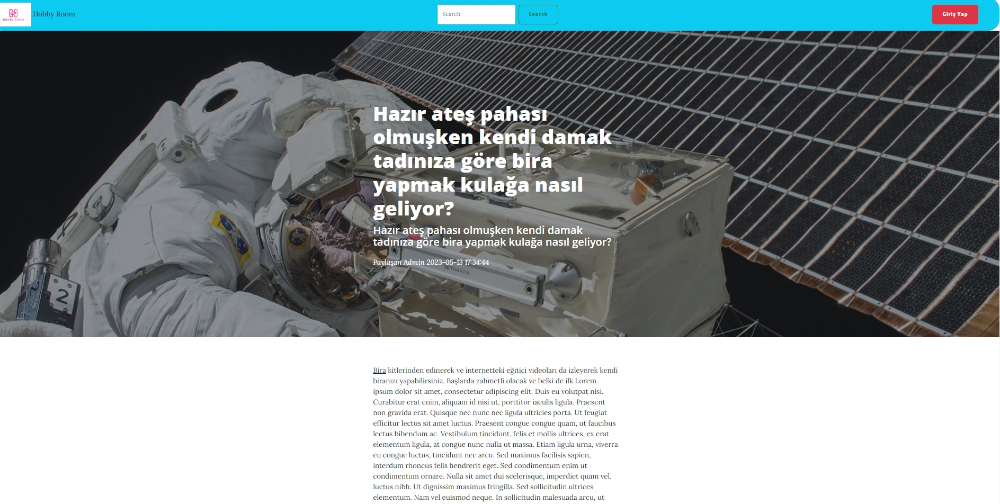 HOBBY ROOM
Hobby Room
Search
Search
Giriş Yap
Hazır ateş pahası
olmuşken kendi damak
tadınıza göre bira
yapmak kulağa nasıl
geliyor?
Hazır ateş pahası olmuşken kendi damak
tadınıza göre bira yapmak kulağa nasıl geliyor?
Paylaşan Admin 2023-05-13 17:34:44
2
Bira kitlerinden edinerek ve internetteki eğitici videoları da izleyerek kendi
biranızı yapabilirsiniz. Başlarda zahmetli olacak ve belki de ilk Lorem
ipsum dolor sit amet, consectetur adipiscing elit. Duis eu volutpat nisi.
Curabitur erat enim, aliquam id nisi ut, porttitor iaculis ligula. Praesent
non gravida erat. Quisque nec nunc nec ligula ultricies porta. Ut feugiat
efficitur lectus sit amet luctus. Praesent congue congue quam, ut faucibus
lectus bibendum ac. Vestibulum tincidunt, felis et mollis ultrices, ex erat
elementum ligula, at congue nunc nulla ut massa. Etiam ligula urna, viverra
eu congue luctus, tincidunt nec arcu. Sed maximus facilisis sapien,
interdum rhoncus felis hendrerit eget. Sed condimentum enim ut
condimentum ornare. Nulla sit amet dui scelerisque, imperdiet quam vel,
luctus nibh. Ut dignissim maximus fringilla. Sed sollicitudin ultrices
elementum. Nam vel euismod neque. In sollicitudin malesuada arcu, ut